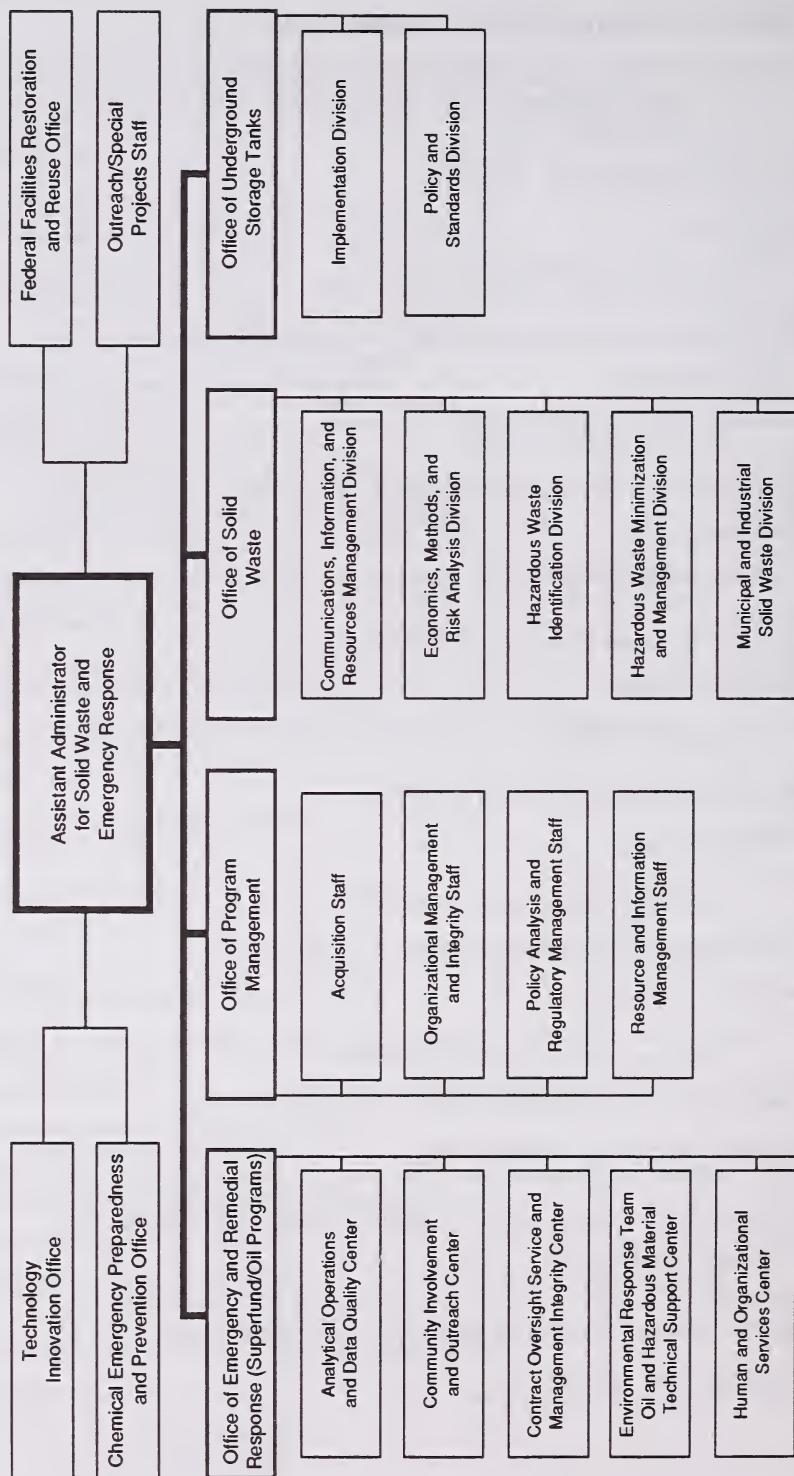 Assistant Administrator
for Solid Waste and
Emergency Response
Technology
Innovation Office
Chemical Emergency Preparedness
and Prevention Office
Federal Facilities Restoration
and Reuse Office
Outreach/Special
Projects Staff
Office of Emergency and Remedial
Response (Superfund/Oil Programs)
Analytical Operations
and Data Quality Center
Community Involvement
and Outreach Center
Contract Oversight Service and
Management Integrity Center
Environmental Response Team
Oil and Hazardous Material
Technical Support Center
Human and Organizational
Services Center
Office of Program
Management
Acquisition Staff
Organizational Management
and Integrity Staff
Policy Analysis and
Regulatory Management Staff
Resource and Information
Management Staff
Office of Solid
Waste
Communications, Information, and
Resources Management Division
Economics, Methods, and
Risk Analysis Division
Hazardous Waste
Identification Division
Hazardous Waste Minimization
and Management Division
Municipal and Industrial
Solid Waste Division
Office of Underground
Storage Tanks
Implementation Division
Policy and
Standards Division